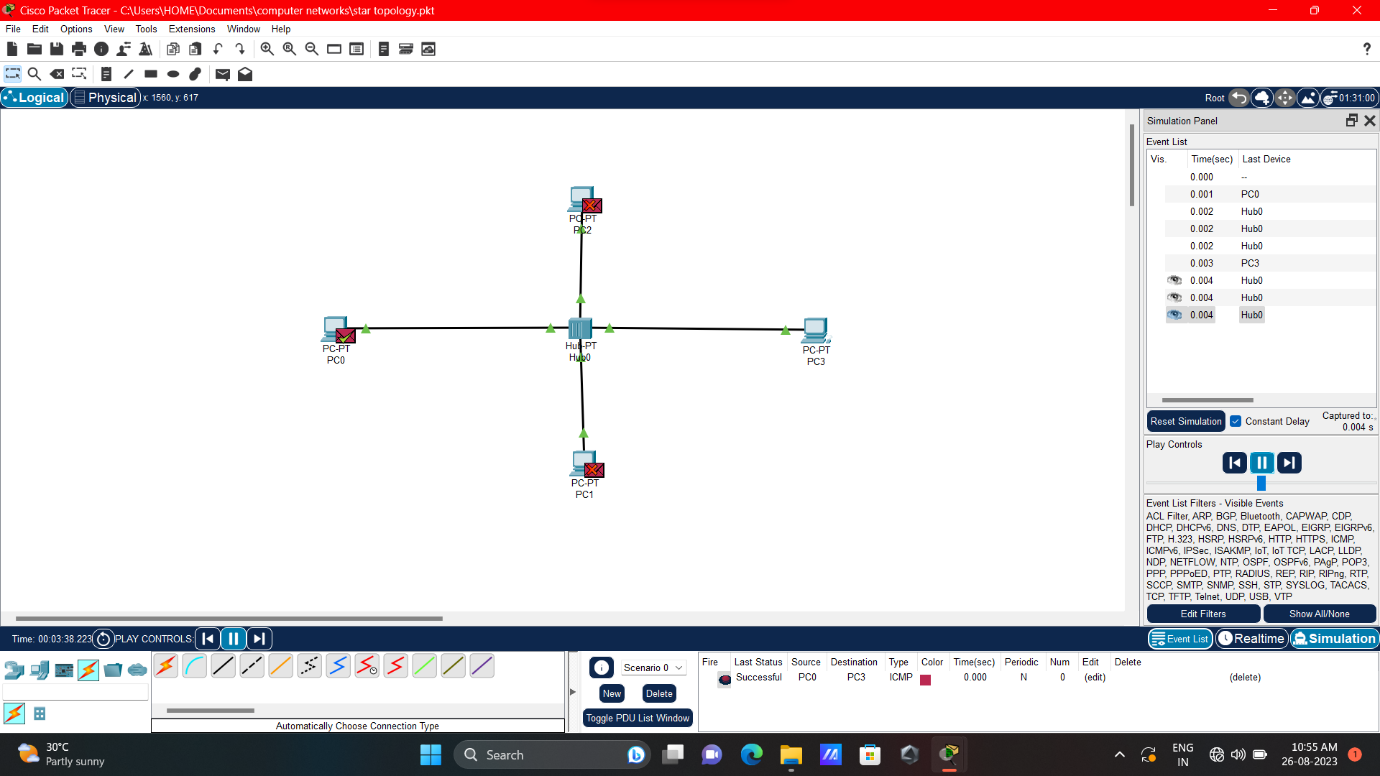 Cisco Packet Tracer - C:\Users\HOME\Documents\computer networks\star topology.pkt
File Edit Options View Tools Extensions Window Help
?
Logical Physical x: 1560, y: 617 Root 01:31:00
PC-PT
PC2
PC-PT
PC0
Hub-PT
Hub0
PC-PT
PC3
PC-PT
PC1
Simulation Panel
Event List
Vis. Time(sec) Last Device
0.000 --
0.001 PC0
0.002 Hub0
0.002 Hub0
0.002 Hub0
0.003 PC3
0.004 Hub0
0.004 Hub0
0.004 Hub0
Reset Simulation Constant Delay Captured to:
0.004 s
Play Controls
Event List Filters - Visible Events
ACL Filter, ARP, BGP, Bluetooth, CAPWAP, CDP,
DHCP, DHCPv6, DNS, DTP, EAPOL, EIGRP, EIGRPv6,
FTP, H.323, HSRP, HSRPv6, HTTP, HTTPS, ICMP,
ICMPv6, IPSec, ISAKMP, IoT, IoT TCP, LACP, LLDP,
NDP, NETFLOW, NTP, OSPF, OSPFv6, PAgP, POP3,
PPP, PPPoED, PTP, RADIUS, REP, RIP, RIPng, RTP,
SCCP, SMTP, SNMP, SSH, STP, SYSLOG, TACACS,
TCP, TFTP, Telnet, UDP, USB, VTP
Edit Filters Show All/None
Time: 00:03:38.223 PLAY CONTROLS: Event List Realtime Simulation
Scenario 0
New Delete
Toggle PDU List Window
Fire Last Status Source Destination Type Color Time(sec) Periodic Num Edit Delete
Successful PC0 PC3 ICMP 0.000 N 0 (edit) (delete)
Automatically Choose Connection Type
30°C
Partly sunny
Search
ENG
IN
10:55 AM
26-08-2023
1